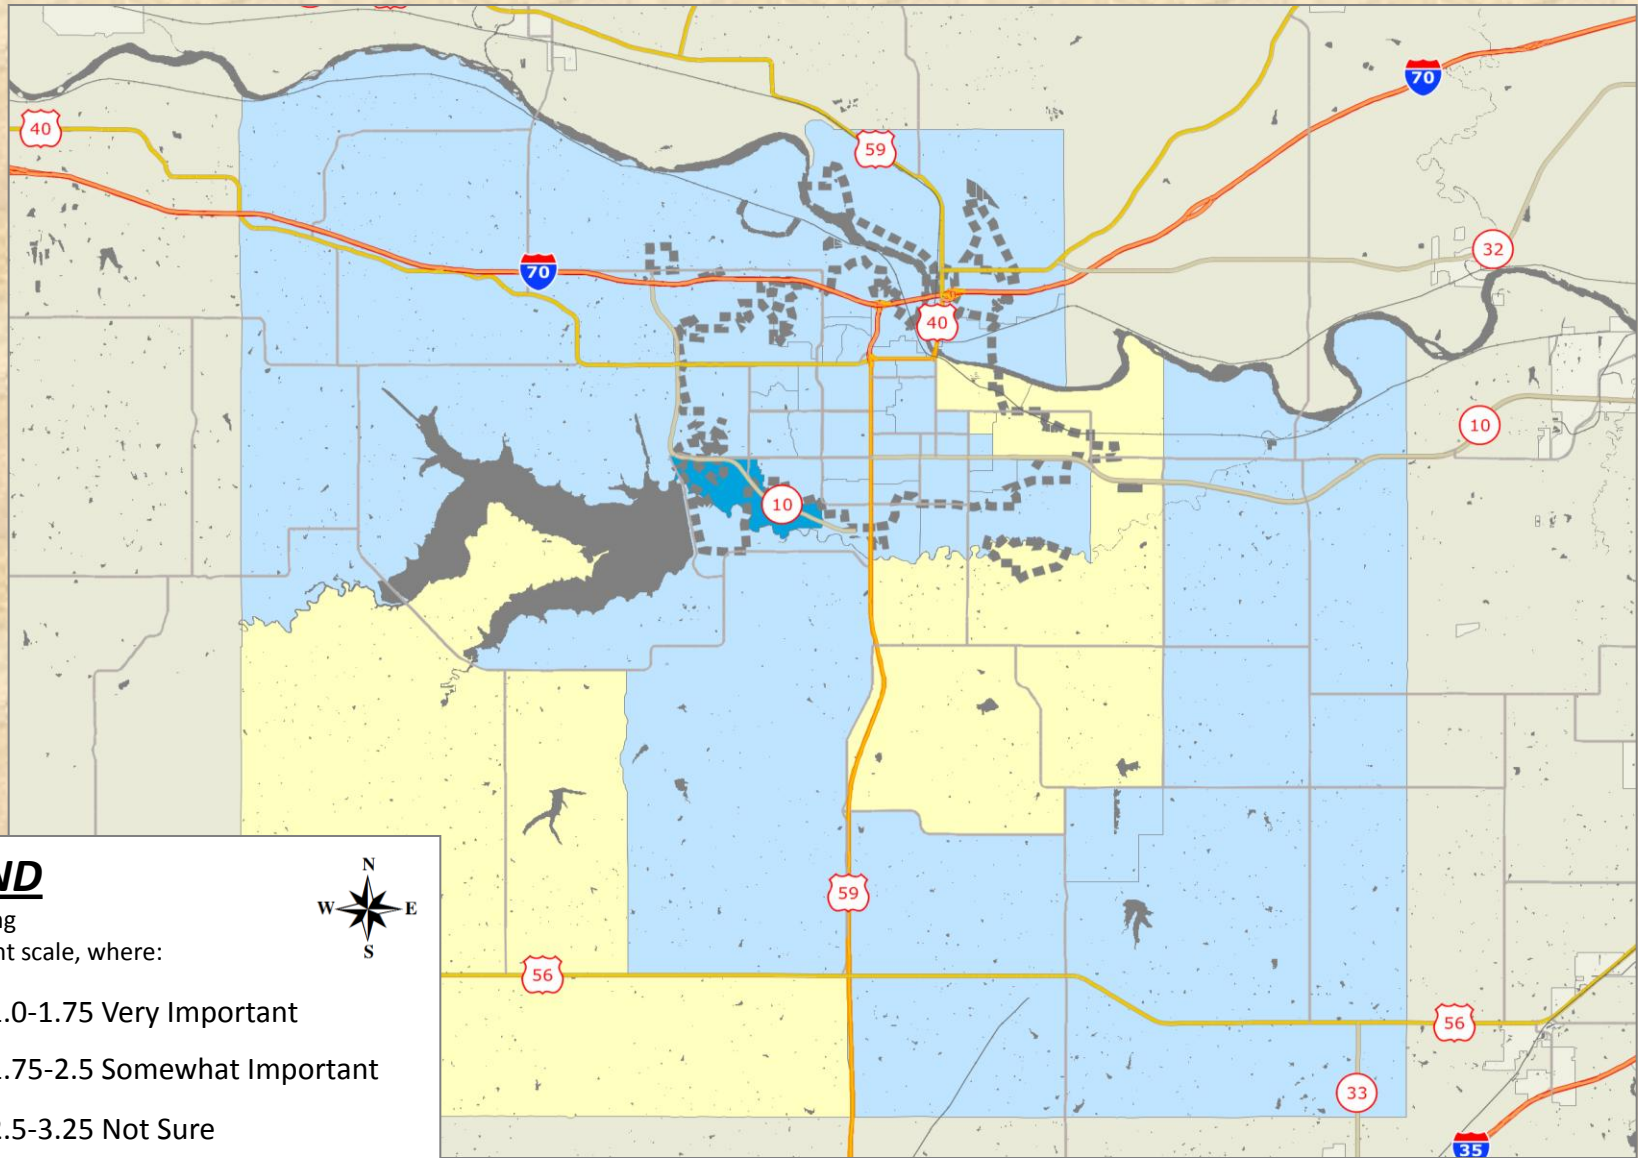 70
40
59
32
70
40
10
10
59
56
56
33
35
ND
N
W E
S
ng
nt scale, where:
.0-1.75 Very Important
.75-2.5 Somewhat Important
2.5-3.25 Not Sure